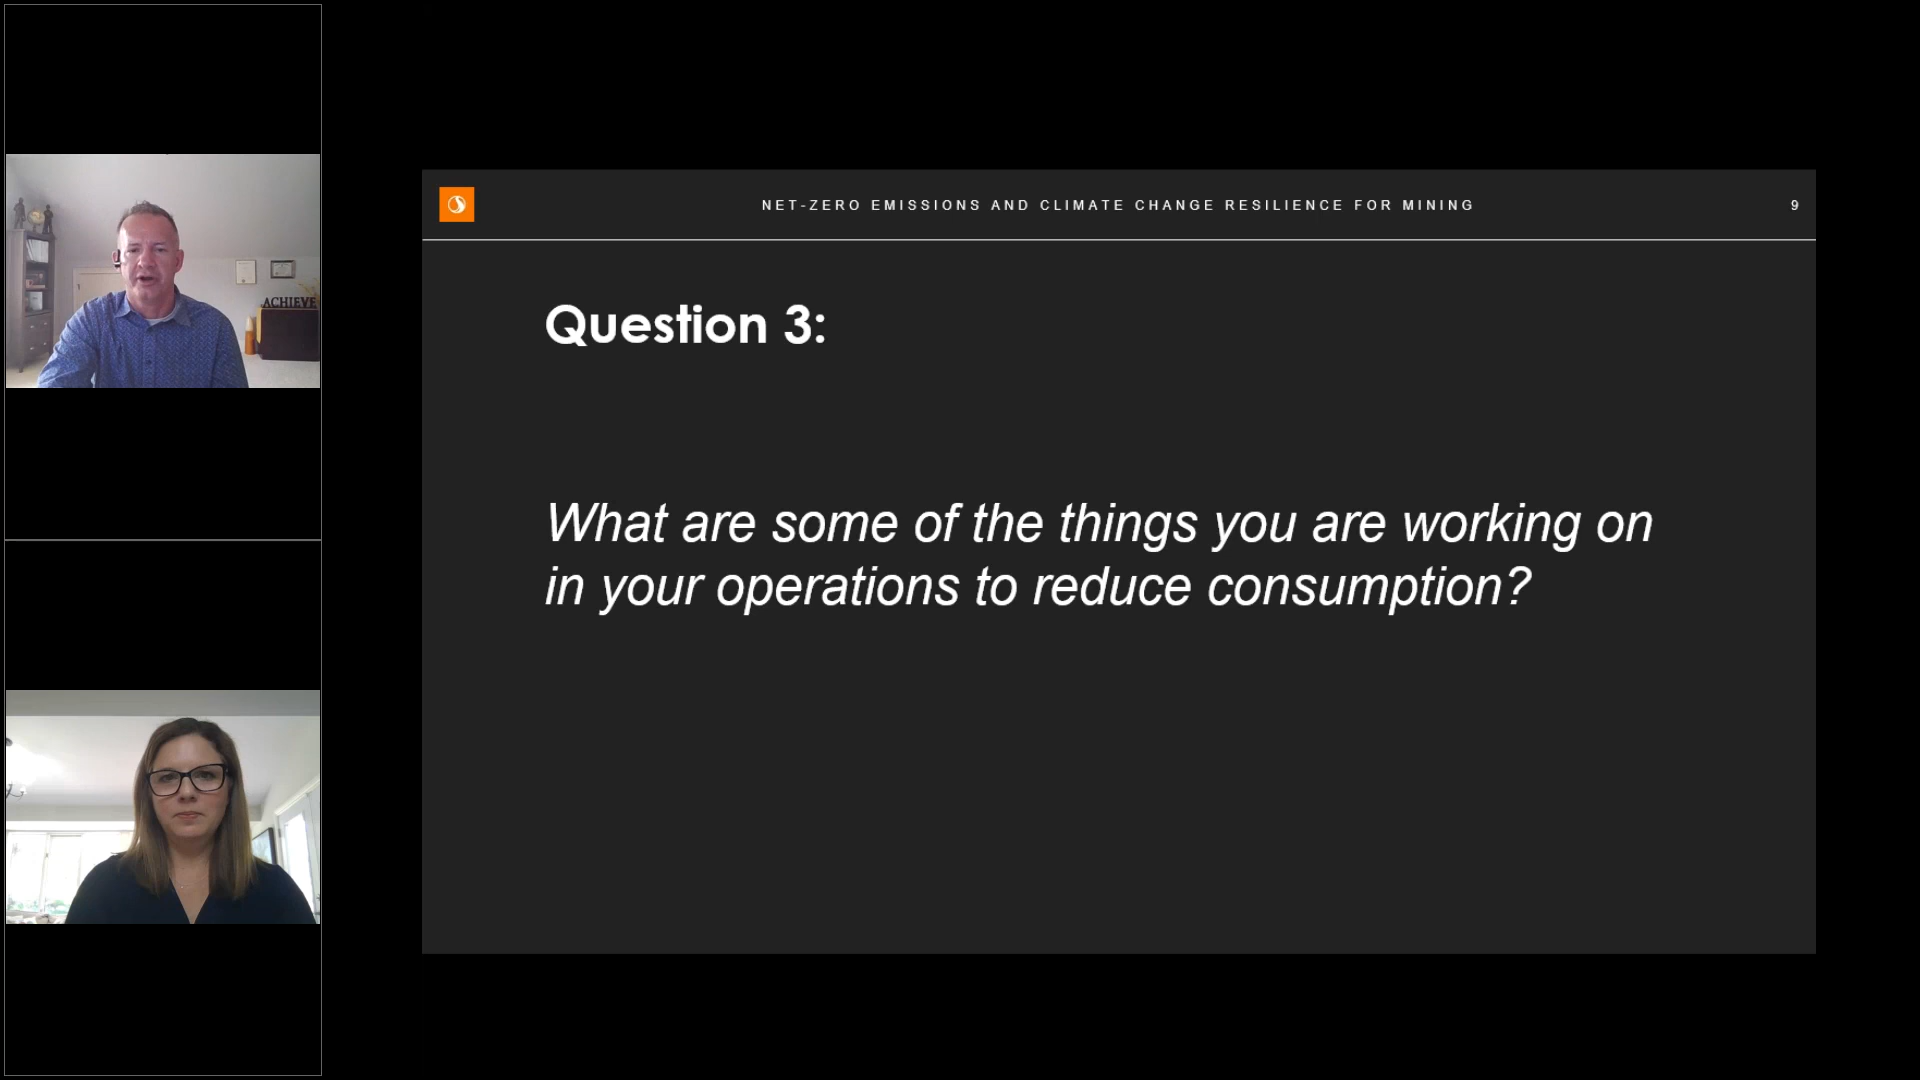 NET-ZERO EMISSIONS AND CLIMATE CHANGE RESILIENCE FOR MINING
9
Question 3:
What are some of the things you are working on
in your operations to reduce consumption?
ACHIEVE